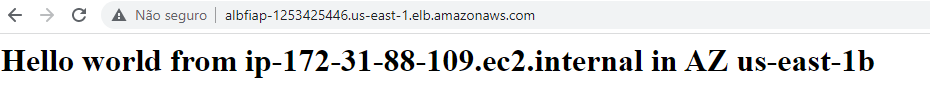 Não seguro | albfiap-1253425446.us-east-1.elb.amazonaws.com
Hello world from ip-172-31-88-109.ec2.internal in AZ us-east-1b